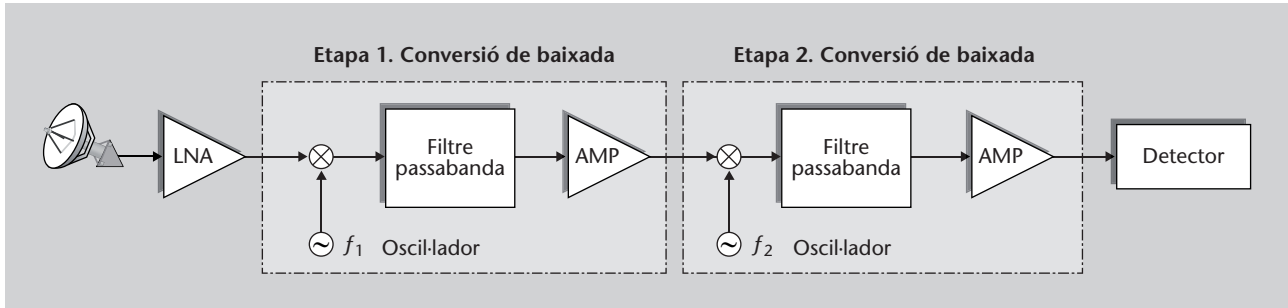 Etapa 1. Conversió de baixada
Etapa 2. Conversió de baixada
LNA
Filtre
passabanda
AMP
Filtre
passabanda
AMP
Detector
f₁ Oscil·lador
f₂ Oscil·lador